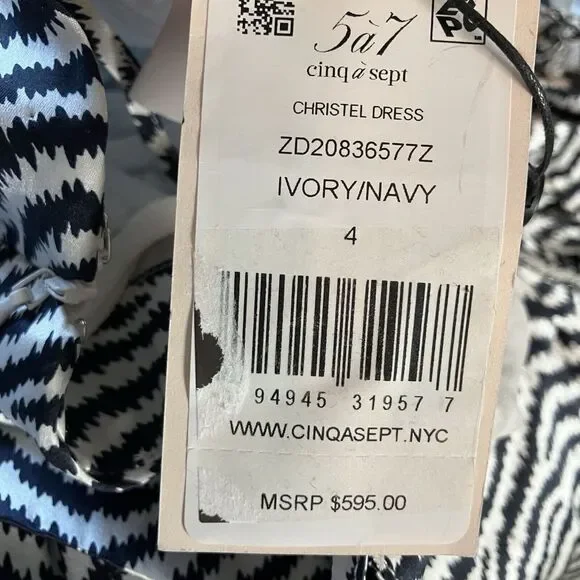 5à7
cinq à sept
CHRISTEL DRESS
ZD20836577Z
IVORY/NAVY
4
94945 31957 7
WWW.CINQASEPT.NYC
MSRP $595.00